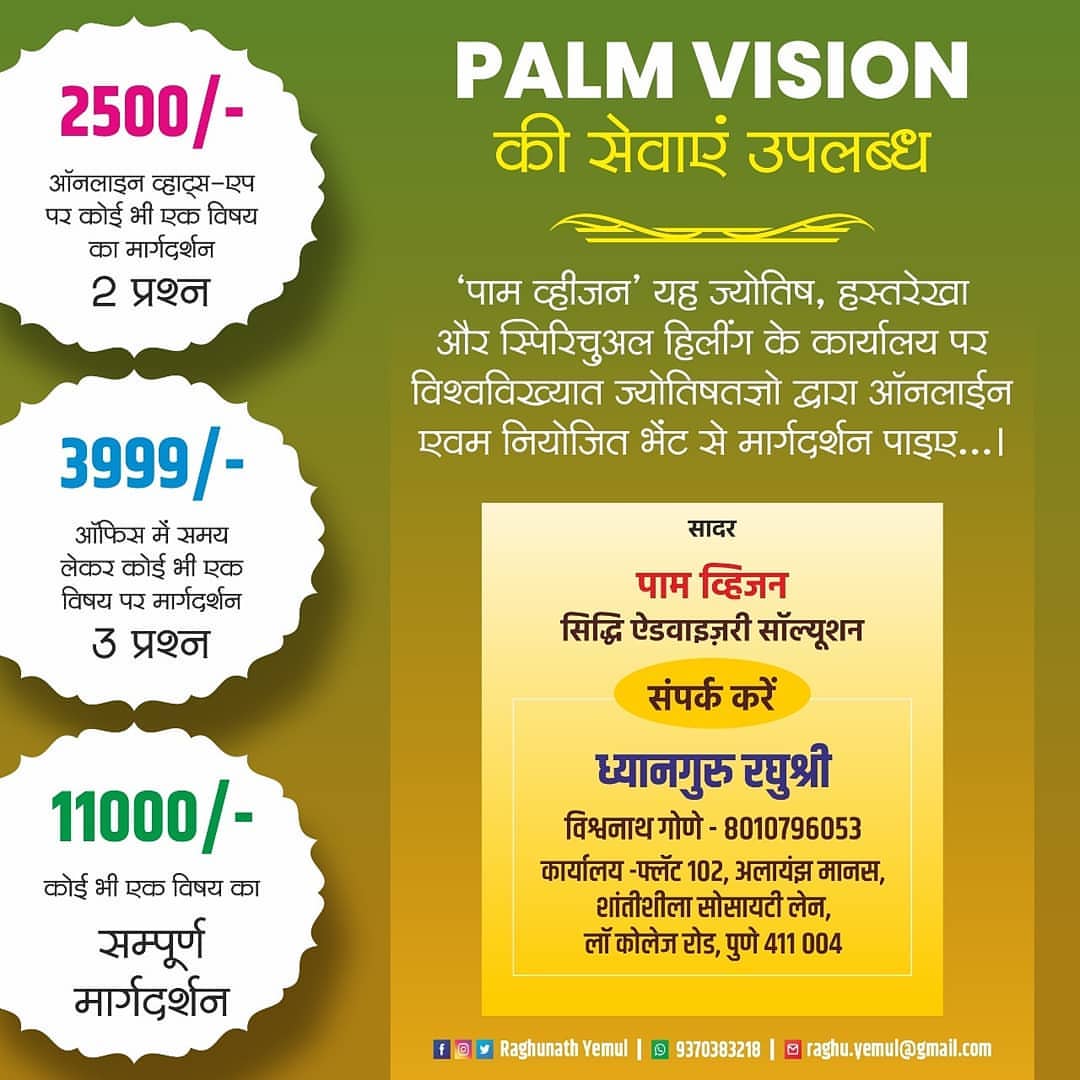 PALM VISION
की सेवाएं उपलब्ध
'पाम व्हीजन' यह ज्योतिष, हस्तरेखा
और स्पिरिचुअल हिलींग के कार्यालय पर
विश्वविख्यात ज्योतिषतज्ञो द्वारा ऑनलाईन
एवम नियोजित भेंट से मार्गदर्शन पाइए...।
2500/-
ऑनलाइन व्हाट्स-एप
पर कोई भी एक विषय
का मार्गदर्शन
2 प्रश्न
3999/-
ऑफिस में समय
लेकर कोई भी एक
विषय पर मार्गदर्शन
3 प्रश्न
11000/-
कोई भी एक विषय का
सम्पूर्ण
मार्गदर्शन
सादर
पाम व्हिजन
सिद्धि ऐडवाइज़री सॉल्यूशन
संपर्क करें
ध्यानगुरु रघुश्री
विश्वनाथ गोणे - 8010796053
कार्यालय -फ्लॅट 102, अलायंझ मानस,
शांतीशीला सोसायटी लेन,
लॉ कोलेज रोड, पुणे 411 004
Raghunath Yemul | 9370383218 | raghu.yemul@gmail.com